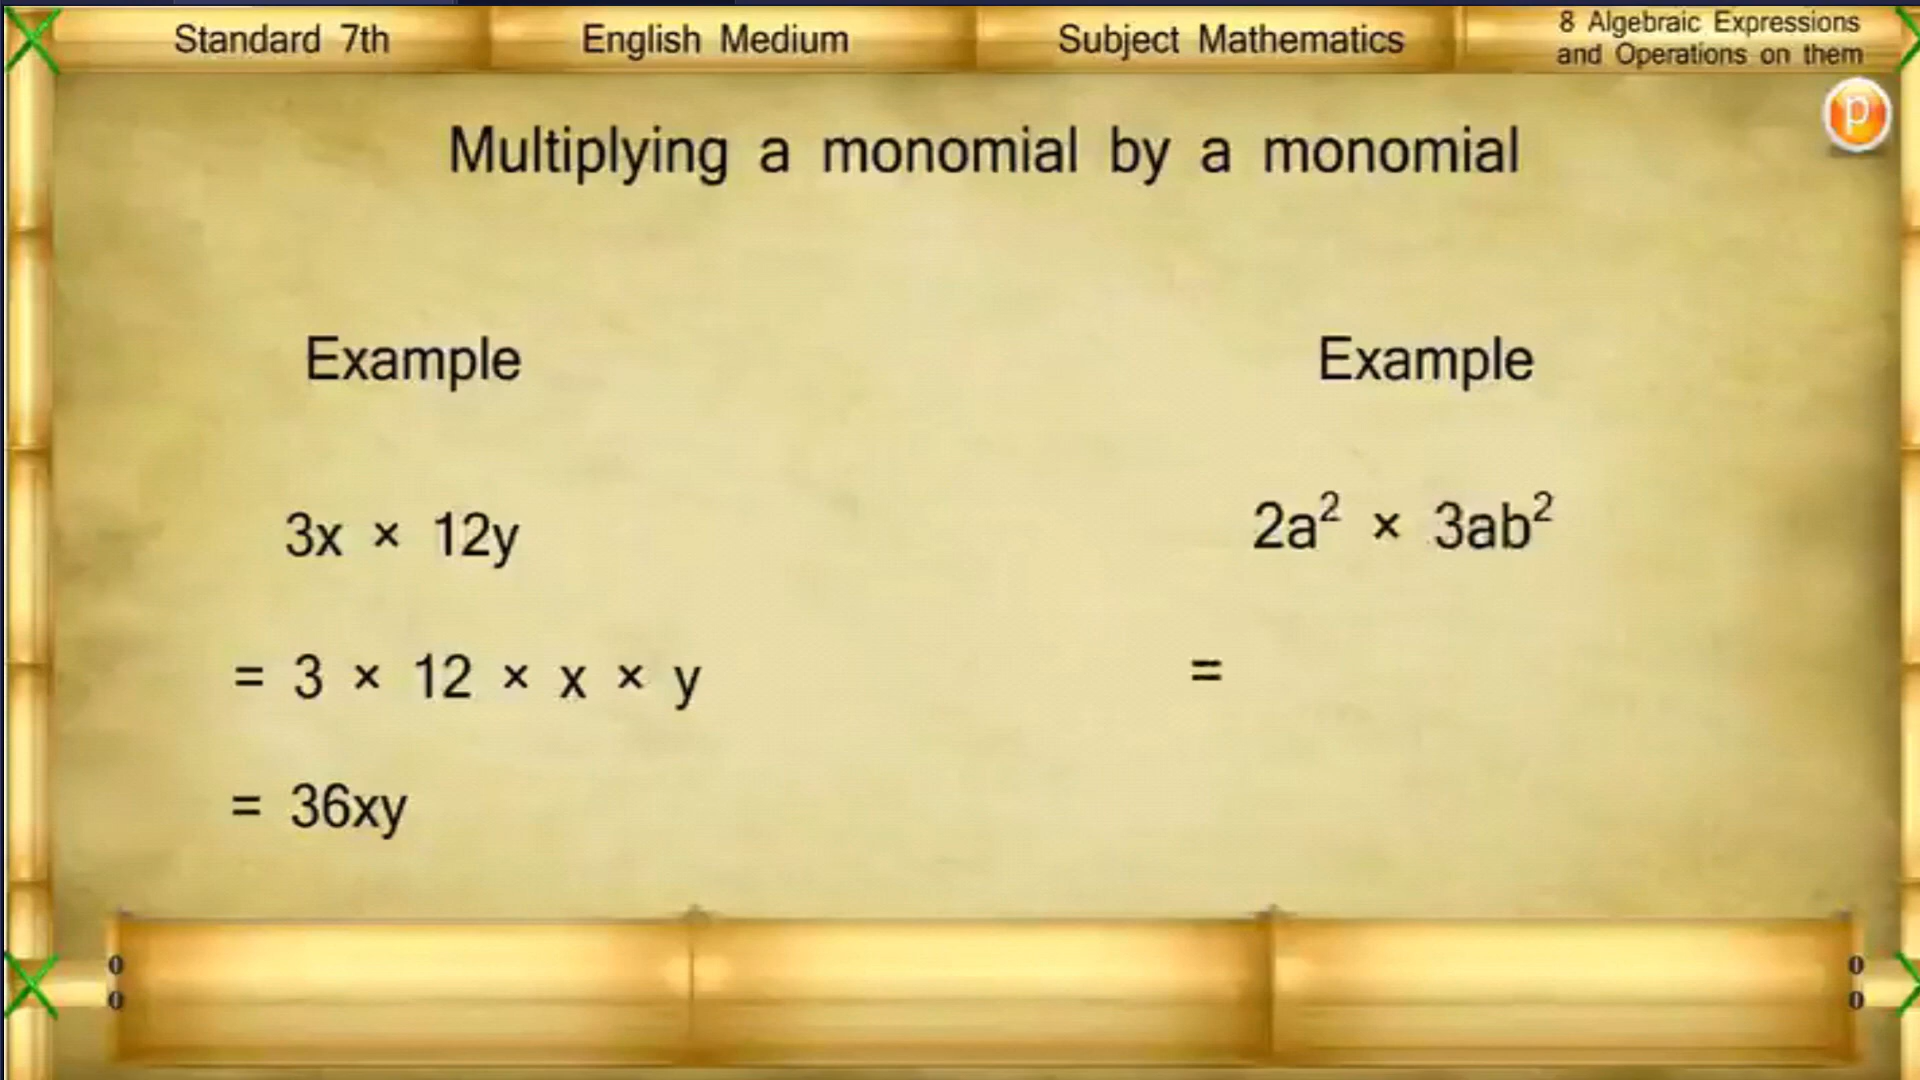 Standard 7th
English Medium
Subject Mathematics
8 Algebraic Expressions
and Operations on them
p
Multiplying a monomial by a monomial
Example
3x × 12y
= 3 × 12 × x × y
= 36xy
Example
2a² × 3ab²
=